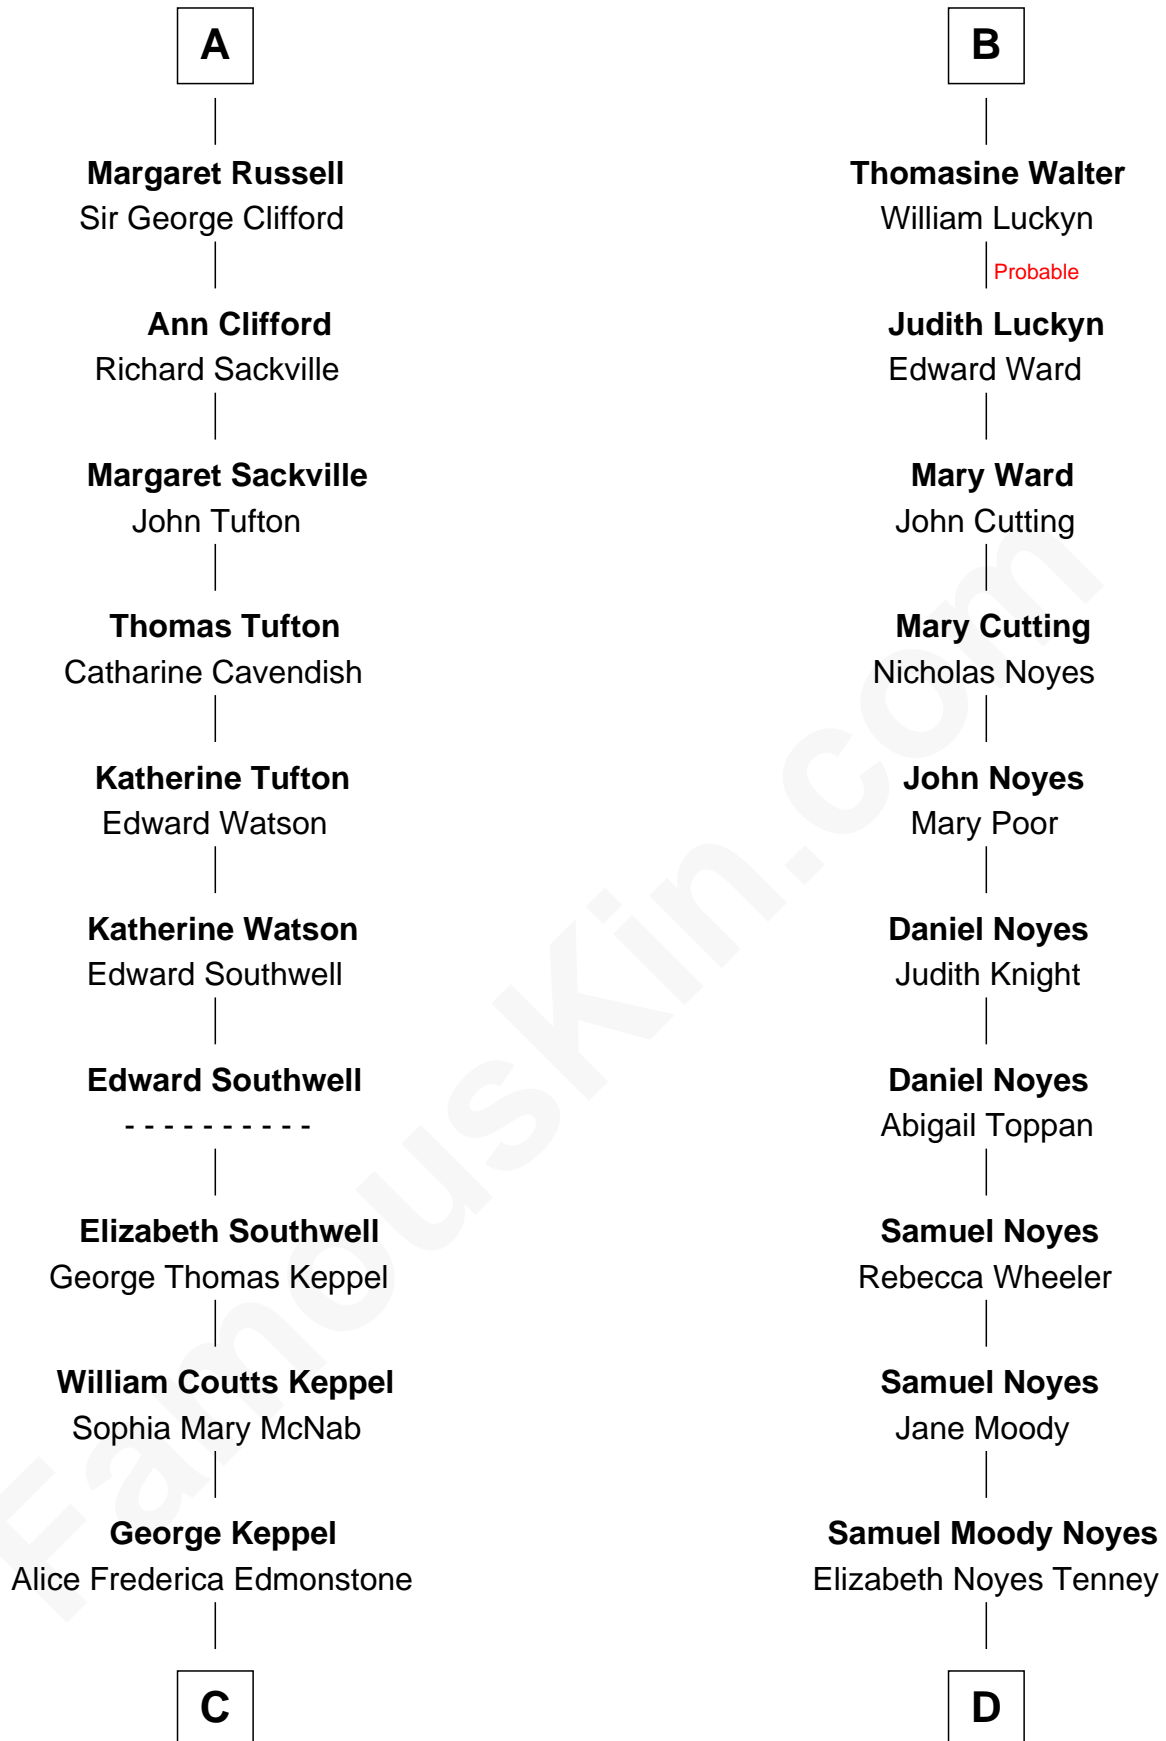 A
Margaret Russell
Sir George Clifford
Ann Clifford
Richard Sackville
Margaret Sackville
John Tufton
Thomas Tufton
Catharine Cavendish
Katherine Tufton
Edward Watson
Katherine Watson
Edward Southwell
Edward Southwell
- - - - - - - - - -
Elizabeth Southwell
George Thomas Keppel
William Coutts Keppel
Sophia Mary McNab
George Keppel
Alice Frederica Edmonstone
C
B
Thomasine Walter
William Luckyn
Probable
Judith Luckyn
Edward Ward
Mary Ward
John Cutting
Mary Cutting
Nicholas Noyes
John Noyes
Mary Poor
Daniel Noyes
Judith Knight
Daniel Noyes
Abigail Toppan
Samuel Noyes
Rebecca Wheeler
Samuel Noyes
Jane Moody
Samuel Moody Noyes
Elizabeth Noyes Tenney
D
FamousKin.com